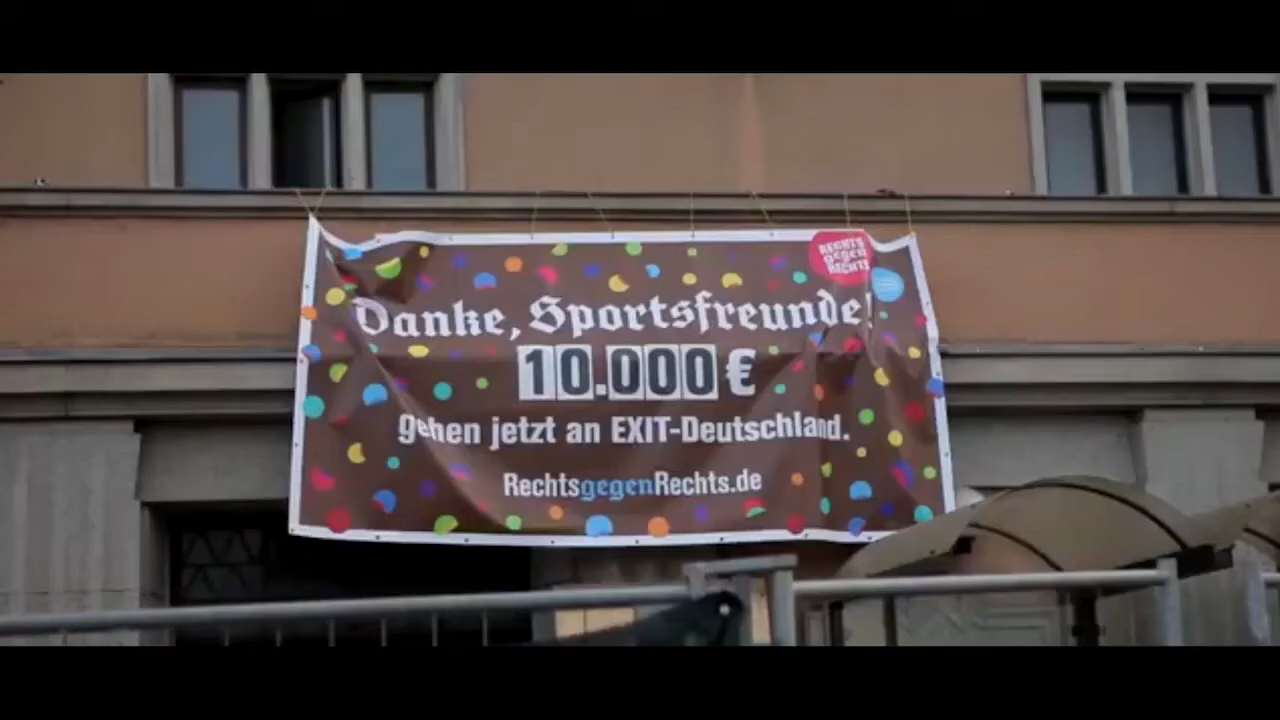 RECHTS
gegen
RECHTS
Danke, Sportsfreunde!
10.000 €
gehen jetzt an EXIT-Deutschland.
RechtsgegenRechts.de